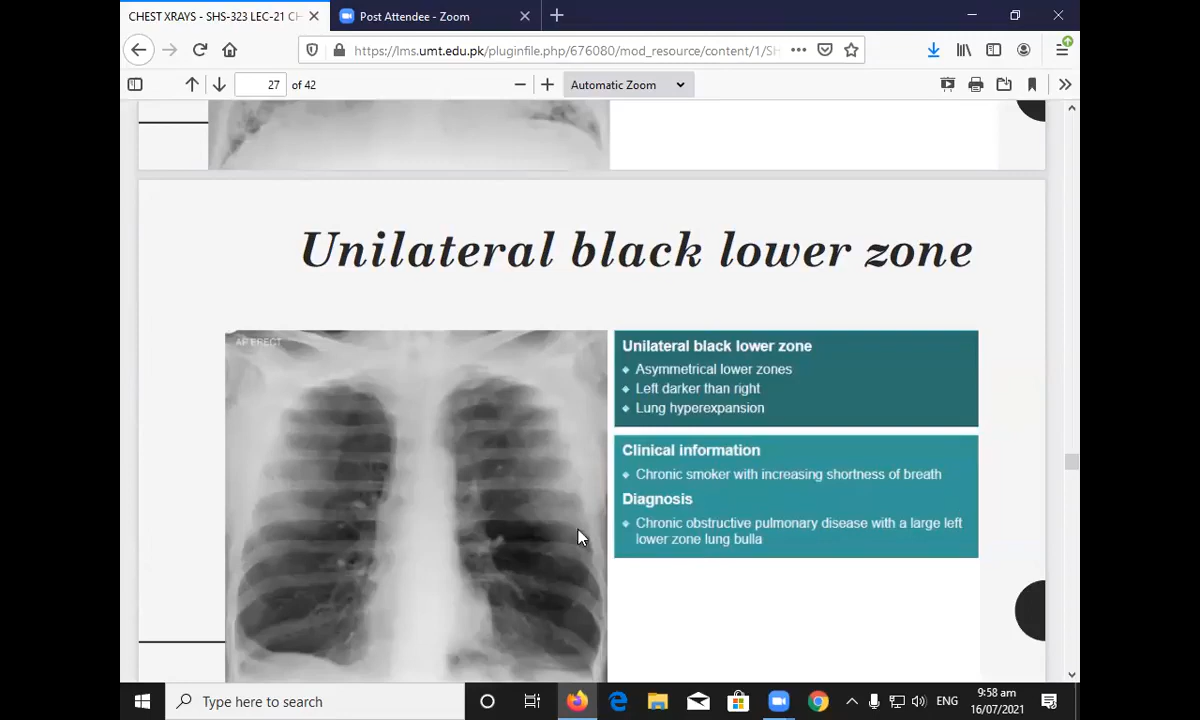 CHEST XRAYS - SHS-323 LEC-21 CH
Post Attendee - Zoom
https://lms.umt.edu.pk/pluginfile.php/676080/mod_resource/content/1/SH
27 of 42
Automatic Zoom
Unilateral black lower zone
AP ERECT
Unilateral black lower zone
Asymmetrical lower zones
Left darker than right
Lung hyperexpansion
Clinical information
Chronic smoker with increasing shortness of breath
Diagnosis
Chronic obstructive pulmonary disease with a large left
lower zone lung bulla
Type here to search
ENG
9:58 am
16/07/2021